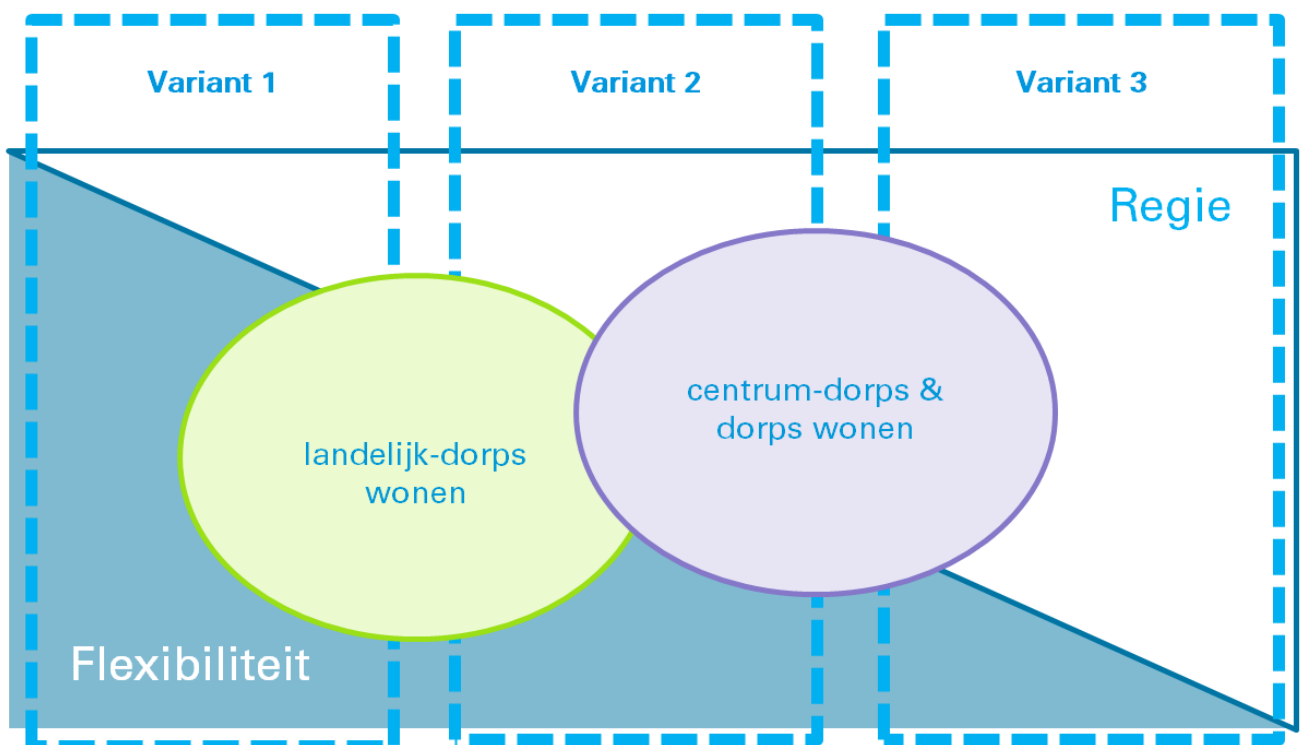 Variant 1
Variant 2
Variant 3
Regie
centrum-dorps &
dorps wonen
landelijk-dorps
wonen
Flexibiliteit